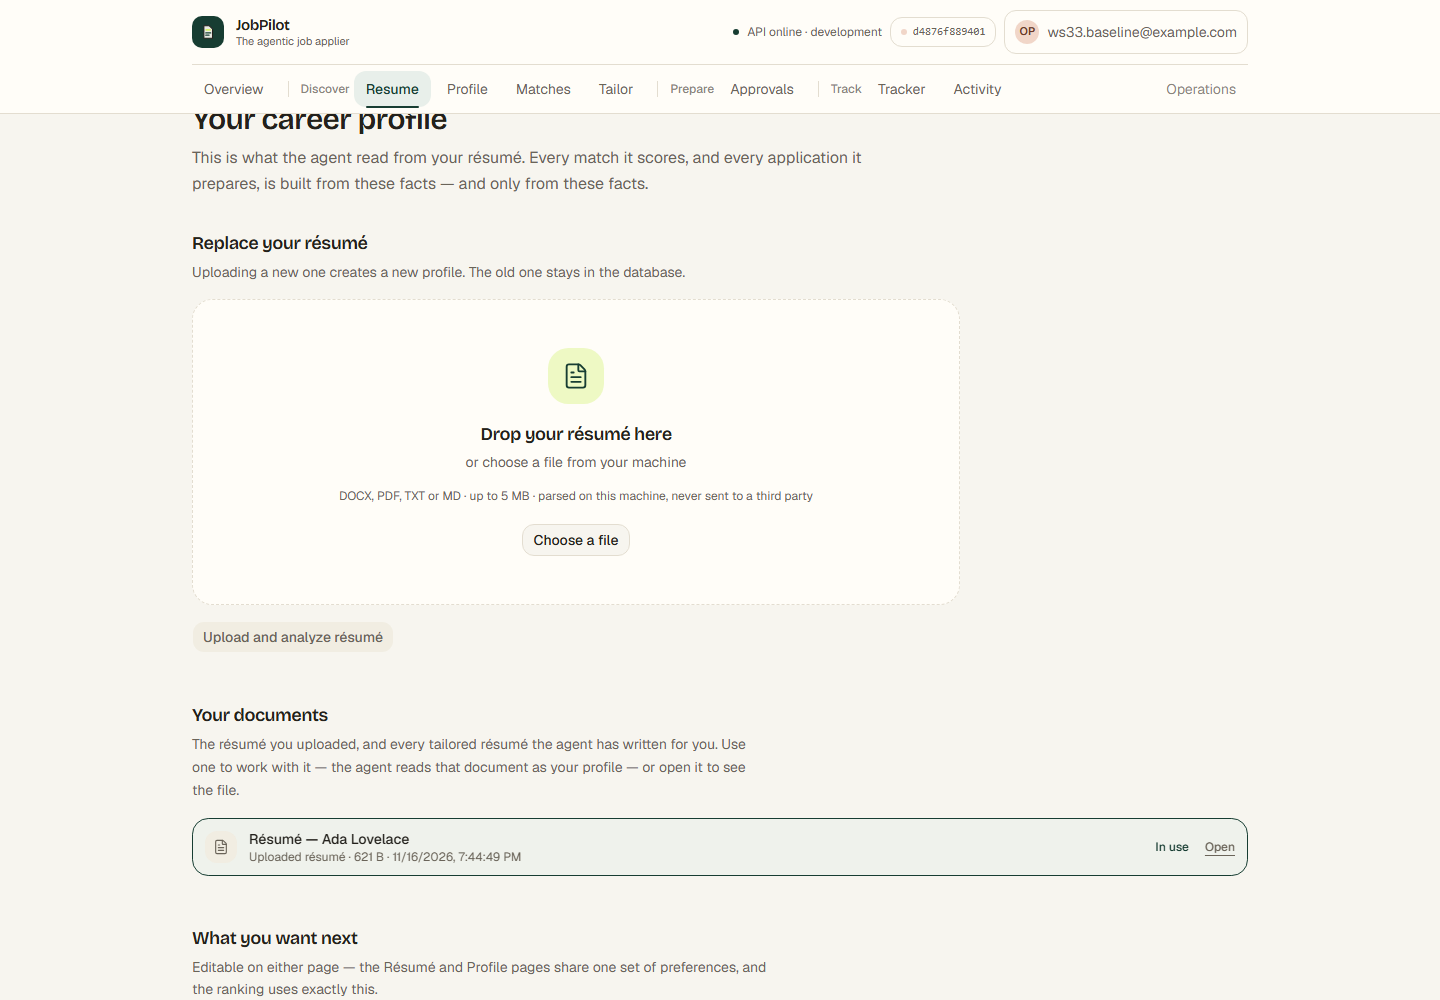 JobPilot
The agentic job applier
API online · development
d4876f889401
OP
ws33.baseline@example.com
Overview
Discover
Resume
Profile
Matches
Tailor
Prepare
Approvals
Track
Tracker
Activity
Operations
Your career profile
This is what the agent read from your résumé. Every match it scores, and every application it
prepares, is built from these facts — and only from these facts.
Replace your résumé
Uploading a new one creates a new profile. The old one stays in the database.
Drop your résumé here
or choose a file from your machine
DOCX, PDF, TXT or MD · up to 5 MB · parsed on this machine, never sent to a third party
Choose a file
Upload and analyze résumé
Your documents
The résumé you uploaded, and every tailored résumé the agent has written for you. Use
one to work with it — the agent reads that document as your profile — or open it to see
the file.
Résumé — Ada Lovelace
Uploaded résumé · 621 B · 11/16/2026, 7:44:49 PM
In use
Open
What you want next
Editable on either page — the Résumé and Profile pages share one set of preferences, and
the ranking uses exactly this.